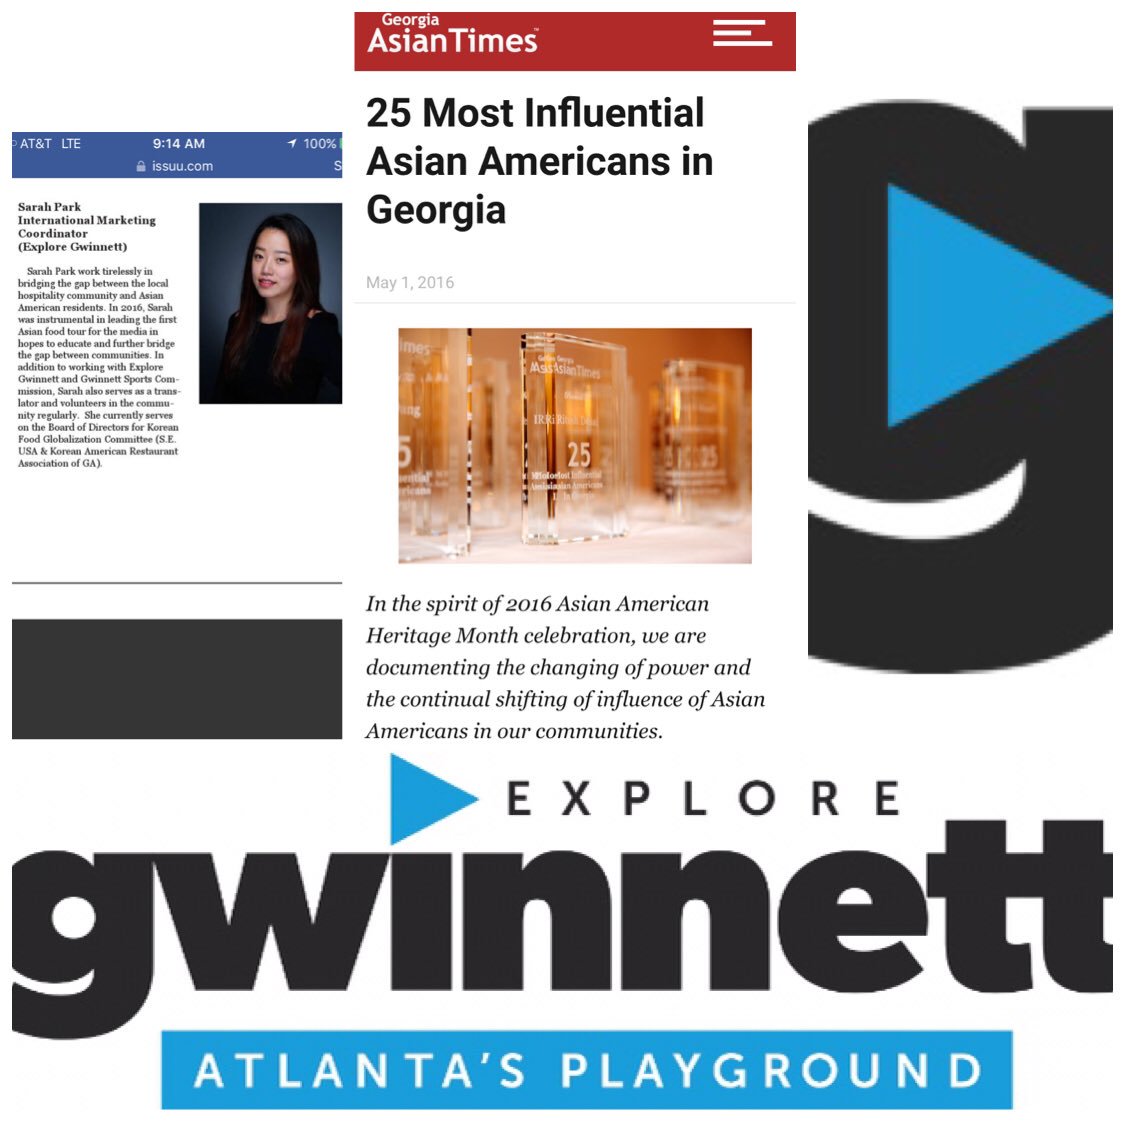 AT&T LTE 9:14 AM 100%
issuu.com S
Sarah Park
International Marketing
Coordinator
(Explore Gwinnett)
Sarah Park work tirelessly in
bridging the gap between the local
hospitality community and Asian
American residents. In 2016, Sarah
was instrumental in leading the first
Asian food tour for the media in
hopes to educate and further bridge
the gap between communities. In
addition to working with Explore
Gwinnett and Gwinnett Sports Com-
mission, Sarah also serves as a trans-
lator and volunteers in the commu-
nity regularly. She currently serves
on the Board of Directors for Korean
Food Globalization Committee (S.E.
USA & Korean American Restaurant
Association of GA).
Georgia
AsianTimes™
25 Most Influential
Asian Americans in
Georgia
May 1, 2016
25
In the spirit of 2016 Asian American
Heritage Month celebration, we are
documenting the changing of power and
the continual shifting of influence of Asian
Americans in our communities.
g
EXPLORE
gwinnett
ATLANTA'S PLAYGROUND